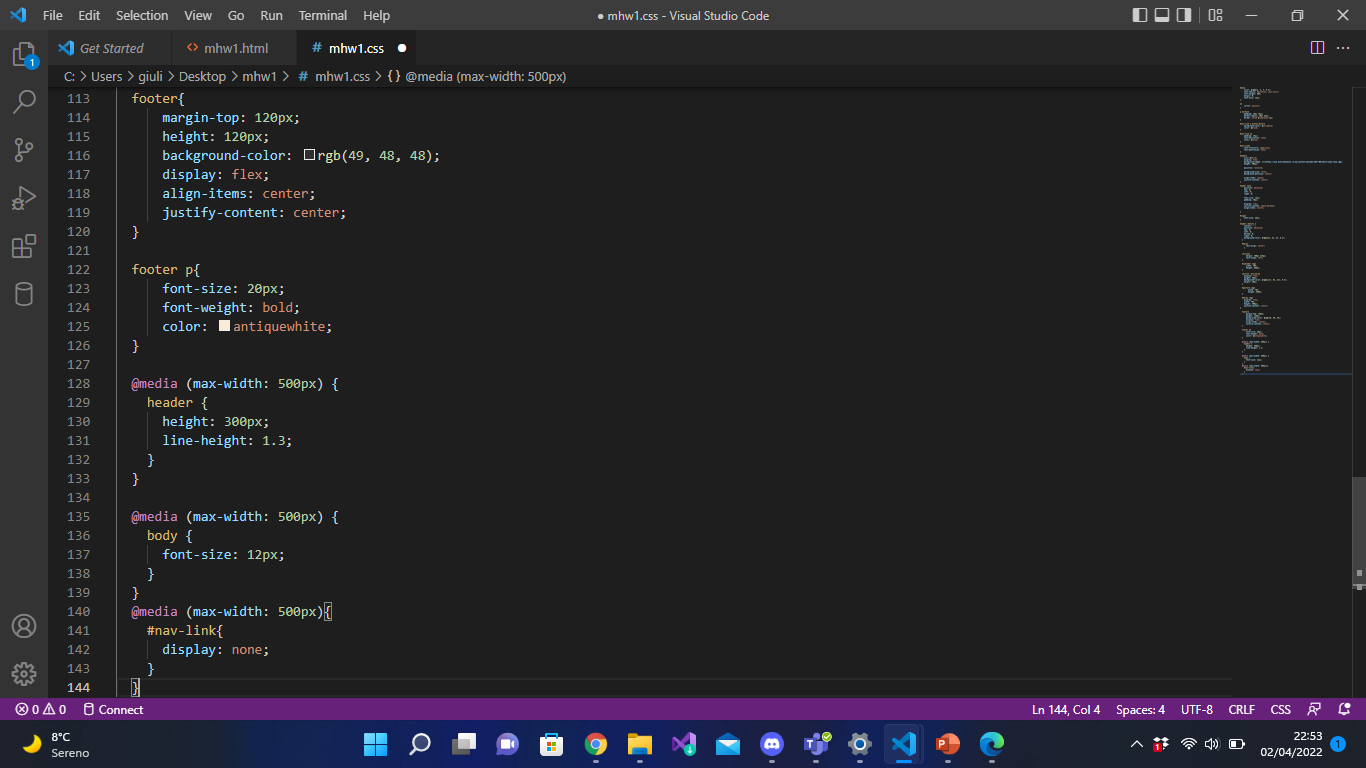 File Edit Selection View Go Run Terminal Help ● mhw1.css - Visual Studio Code
Get Started mhw1.html mhw1.css
C: > Users > giuli > Desktop > mhw1 > # mhw1.css > {} @media (max-width: 500px)
113 footer{
114 margin-top: 120px;
115 height: 120px;
116 background-color: rgb(49, 48, 48);
117 display: flex;
118 align-items: center;
119 justify-content: center;
120 }
121
122 footer p{
123 font-size: 20px;
124 font-weight: bold;
125 color: antiquewhite;
126 }
127
128 @media (max-width: 500px) {
129 header {
130 height: 300px;
131 line-height: 1.3;
132 }
133 }
134
135 @media (max-width: 500px) {
136 body {
137 font-size: 12px;
138 }
139 }
140 @media (max-width: 500px){
141 #nav-link{
142 display: none;
143 }
144 }
0 0 Connect Ln 144, Col 4 Spaces: 4 UTF-8 CRLF CSS
8°C
Sereno
22:53
02/04/2022